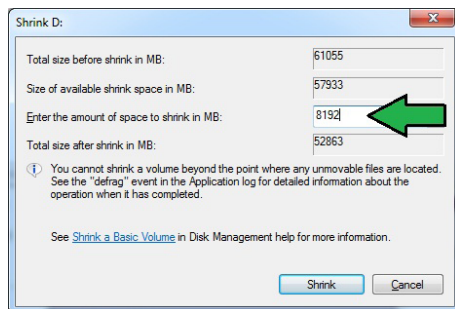 Shrink D:
Total size before shrink in MB: 61055
Size of available shrink space in MB: 57933
Enter the amount of space to shrink in MB: 8192
Total size after shrink in MB: 52863
You cannot shrink a volume beyond the point where any unmovable files are located.
See the "defrag" event in the Application log for detailed information about the
operation when it has completed.
See Shrink a Basic Volume in Disk Management help for more information.
Shrink Cancel